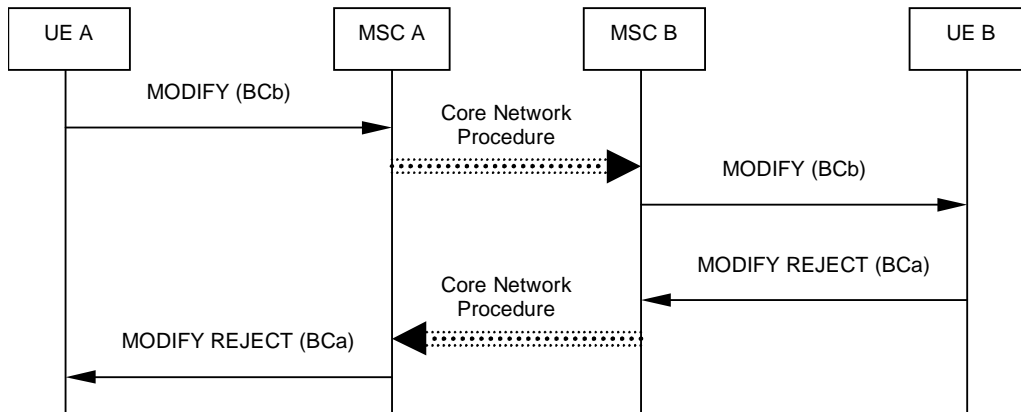 UE A
MSC A
MSC B
UE B
MODIFY (BCb)
Core Network
Procedure
MODIFY (BCb)
MODIFY REJECT (BCa)
Core Network
Procedure
MODIFY REJECT (BCa)